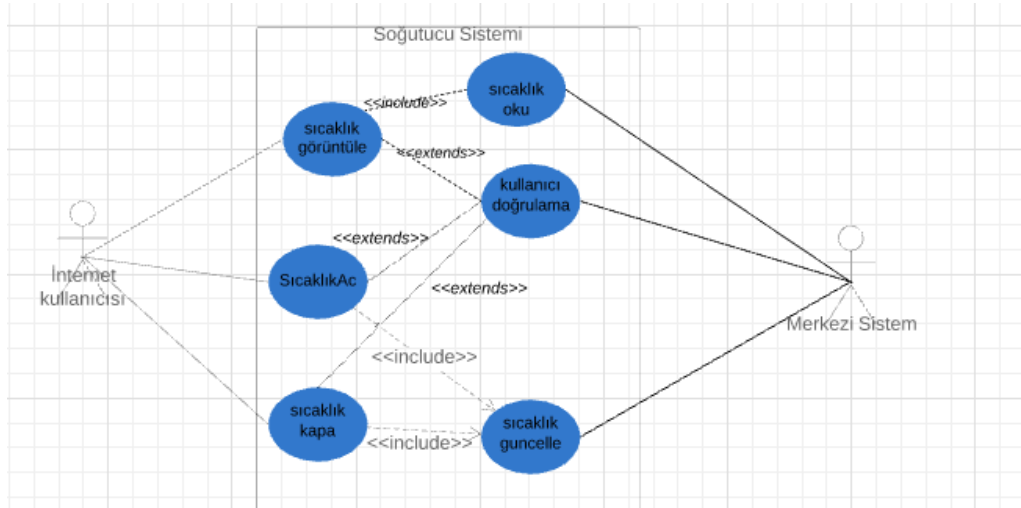 Soğutucu Sistemi
sıcaklık
oku
<<include>>
sıcaklık
görüntüle
<<extends>>
kullanıcı
doğrulama
<<extends>>
SıcaklıkAc
İnternet
kullanıcısı
<<extends>>
Merkezi Sistem
<<include>>
sıcaklık
kapa
<<include>>
sıcaklık
guncelle